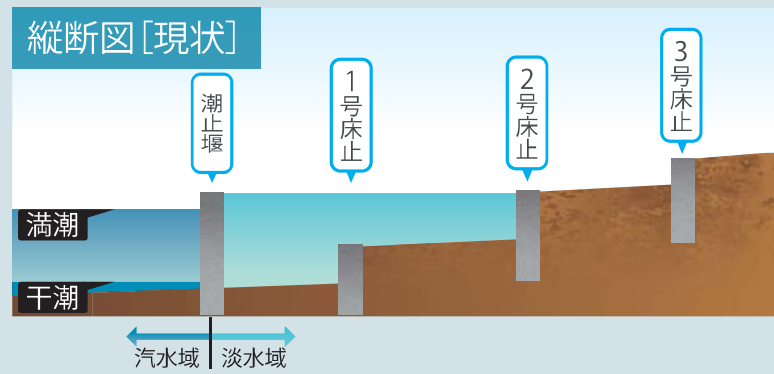 縦断図[現状]
潮止堰
1号床止
2号床止
3号床止
満潮
干潮
汽水域
淡水域